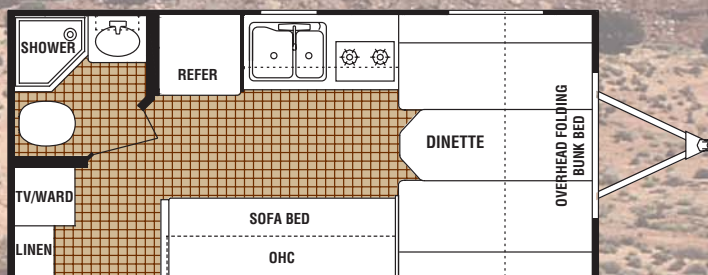 SHOWER
REFER
DINETTE
OVERHEAD FOLDING
BUNK BED
TV/WARD
SOFA BED
LINEN
OHC